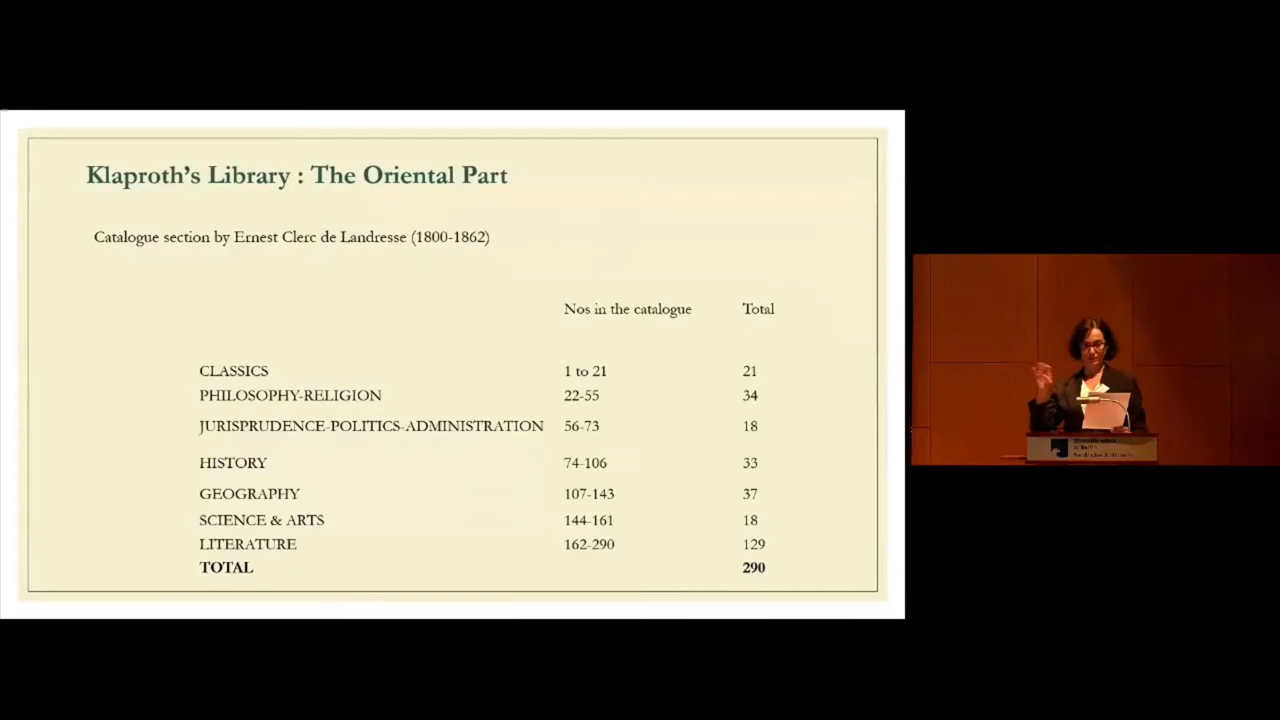 Klaproth's Library : The Oriental Part
Catalogue section by Ernest Clerc de Landresse (1800-1862)
Nos in the catalogue Total
CLASSICS 1 to 21 21
PHILOSOPHY-RELIGION 22-55 34
JURISPRUDENCE-POLITICS-ADMINISTRATION 56-73 18
HISTORY 74-106 33
GEOGRAPHY 107-143 37
SCIENCE & ARTS 144-161 18
LITERATURE 162-290 129
TOTAL 290